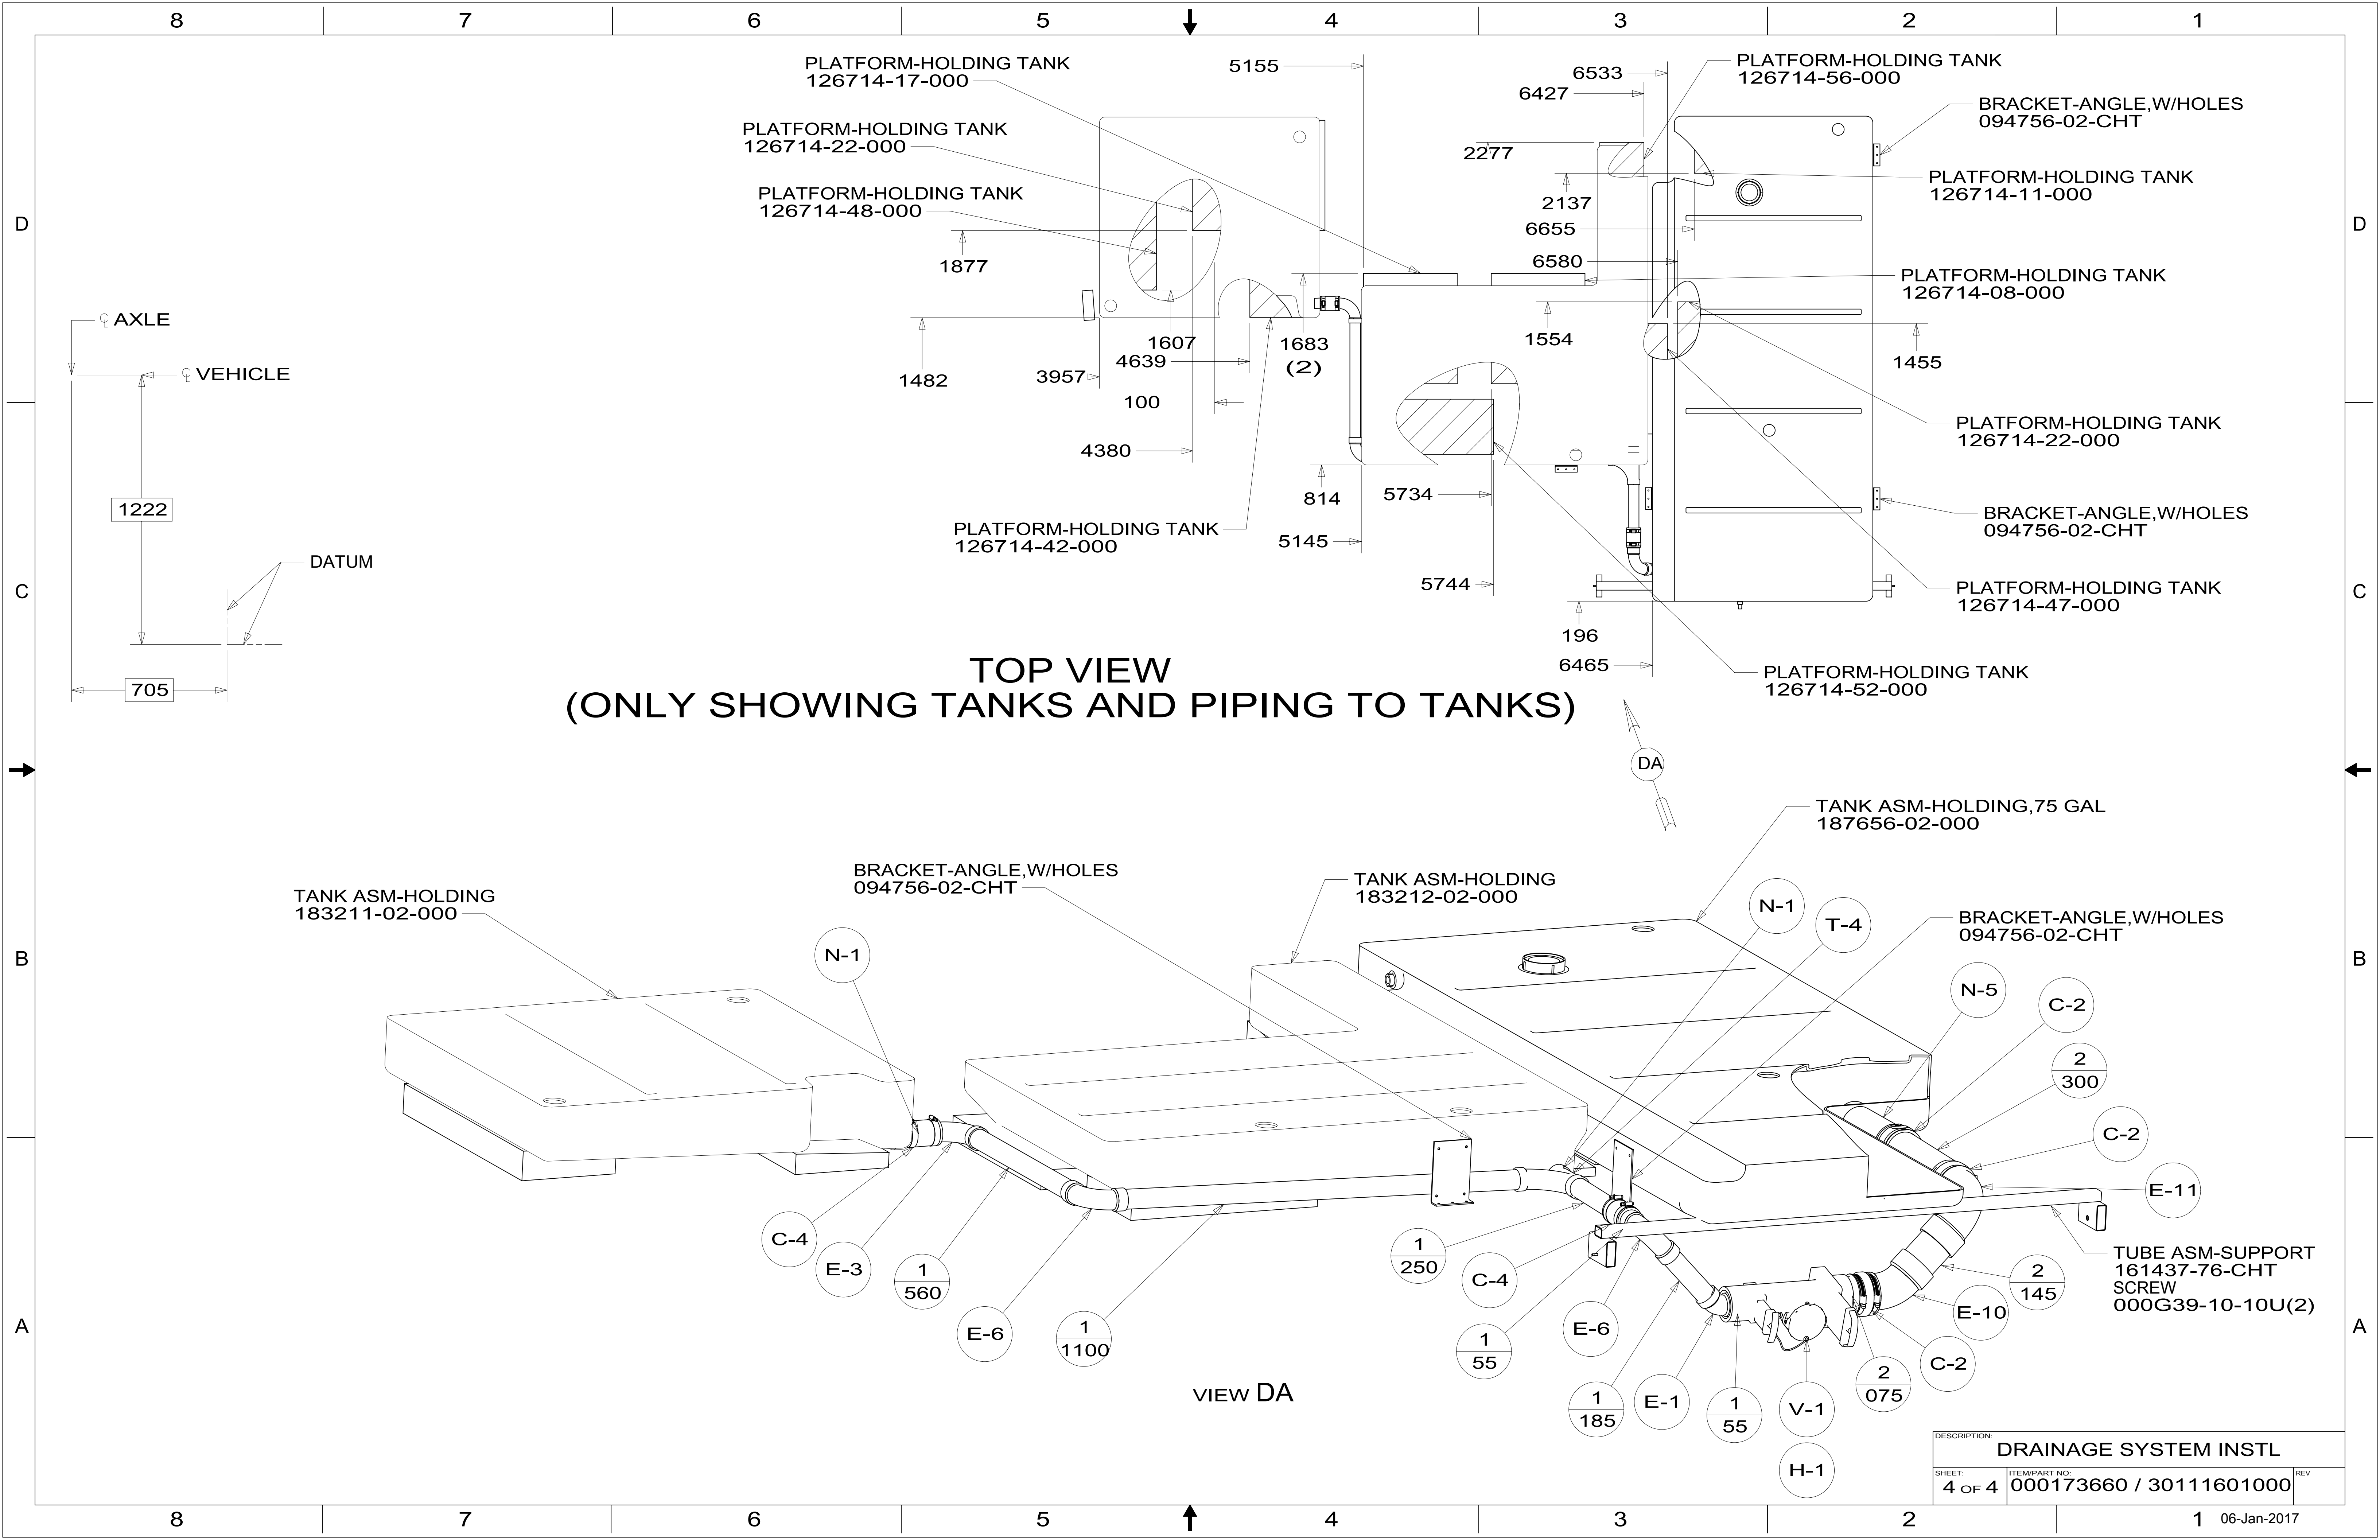 8 7 6 5 4 3 2 1
D
C
B
A
PLATFORM-HOLDING TANK
126714-17-000
PLATFORM-HOLDING TANK
126714-22-000
PLATFORM-HOLDING TANK
126714-48-000
5155
6533
6427
PLATFORM-HOLDING TANK
126714-56-000
BRACKET-ANGLE,W/HOLES
094756-02-CHT
2277
2137
6655
6580
PLATFORM-HOLDING TANK
126714-11-000
PLATFORM-HOLDING TANK
126714-08-000
1877
1482
3957
1607
4639
100
4380
1683
(2)
1554
1455
PLATFORM-HOLDING TANK
126714-22-000
814
5734
5145
5744
PLATFORM-HOLDING TANK
126714-42-000
BRACKET-ANGLE,W/HOLES
094756-02-CHT
PLATFORM-HOLDING TANK
126714-47-000
196
6465
PLATFORM-HOLDING TANK
126714-52-000
℄ AXLE
℄ VEHICLE
1222
DATUM
705
TOP VIEW
(ONLY SHOWING TANKS AND PIPING TO TANKS)
DA
TANK ASM-HOLDING,75 GAL
187656-02-000
TANK ASM-HOLDING
183211-02-000
BRACKET-ANGLE,W/HOLES
094756-02-CHT
TANK ASM-HOLDING
183212-02-000
N-1
N-1
T-4
BRACKET-ANGLE,W/HOLES
094756-02-CHT
N-5
C-2
2
300
C-2
E-11
C-4
E-3
1
560
E-6
1
1100
1
250
C-4
1
55
E-6
1
185
E-1
1
55
V-1
H-1
2
075
C-2
E-10
2
145
TUBE ASM-SUPPORT
161437-76-CHT
SCREW
000G39-10-10U(2)
VIEW DA
DESCRIPTION:
DRAINAGE SYSTEM INSTL
SHEET:
4 OF 4
ITEM/PART NO:
000173660 / 30111601000
REV
D
C
B
A
8 7 6 5 4 3 2 1
06-Jan-2017